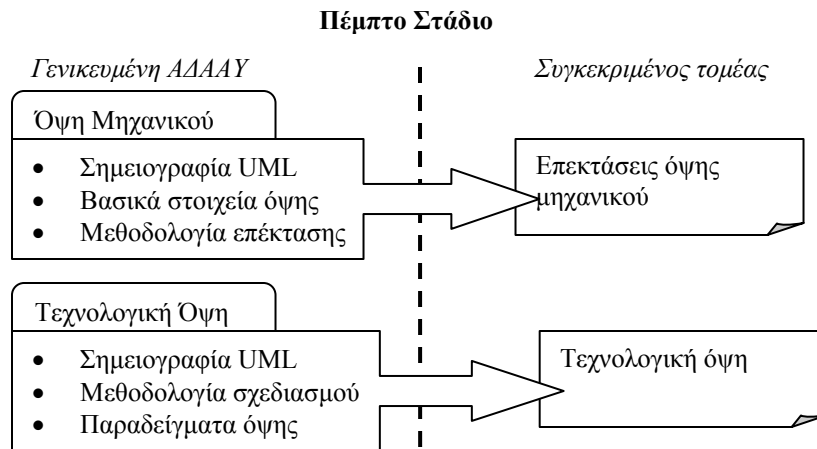 Πέμπτο Στάδιο
Γενικευμένη ΑΔΑΑΥ
Συγκεκριμένος τομέας
Όψη Μηχανικού
• Σημειογραφία UML
• Βασικά στοιχεία όψης
• Μεθοδολογία επέκτασης
Επεκτάσεις όψης
μηχανικού
Τεχνολογική Όψη
• Σημειογραφία UML
• Μεθοδολογία σχεδιασμού
• Παραδείγματα όψης
Τεχνολογική όψη